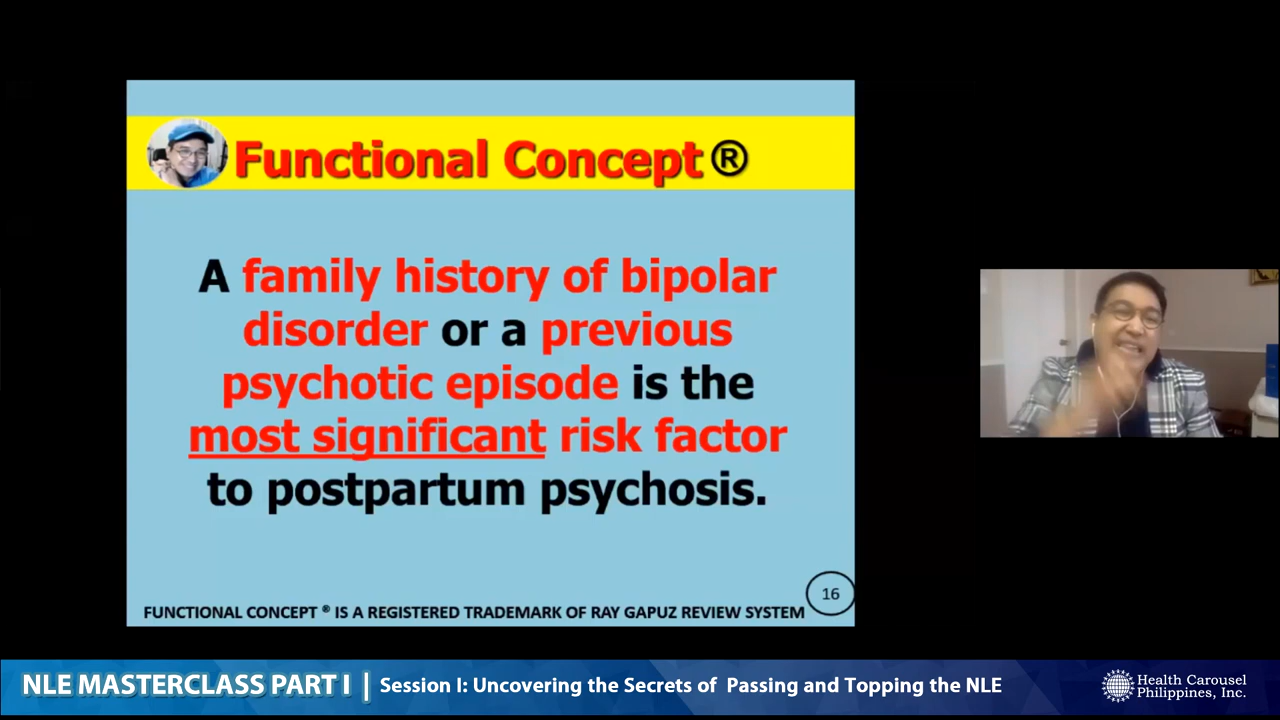 Functional Concept®
A family history of bipolar
disorder or a previous
psychotic episode is the
most significant risk factor
to postpartum psychosis.
16
FUNCTIONAL CONCEPT ® IS A REGISTERED TRADEMARK OF RAY GAPUZ REVIEW SYSTEM
NLE MASTERCLASS PART I | Session I: Uncovering the Secrets of Passing and Topping the NLE
Health Carousel
Philippines, Inc.